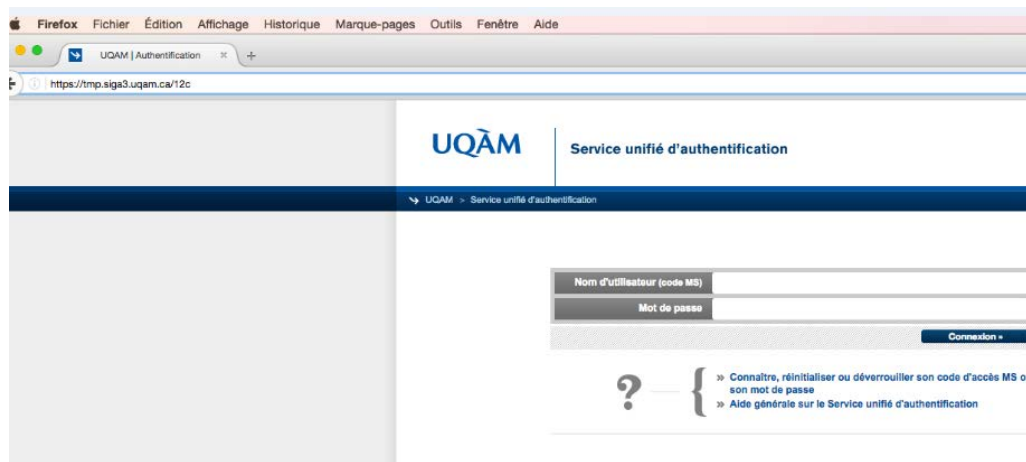 Firefox Fichier Édition Affichage Historique Marque-pages Outils Fenêtre Aide
UQAM | Authentification
https://tmp.siga3.uqam.ca/12c
UQÀM
Service unifié d'authentification
UQAM > Service unifié d'authentification
Nom d'utilisateur (code MS)
Mot de passe
Connexion »
? {
» Connaître, réinitialiser ou déverrouiller son code d'accès MS o
son mot de passe
» Aide générale sur le Service unifié d'authentification